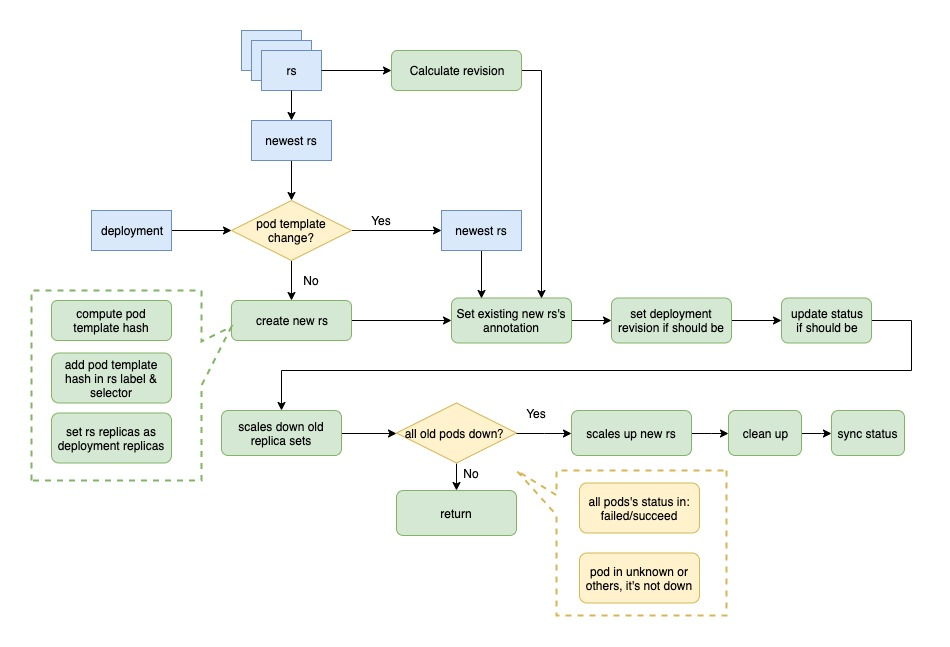 rs
Calculate revision
newest rs
deployment
pod template
change?
Yes
newest rs
No
compute pod
template hash
add pod template
hash in rs label &
selector
set rs replicas as
deployment replicas
create new rs
Set existing new rs's
annotation
set deployment
revision if should be
update status
if should be
scales down old
replica sets
all old pods down?
Yes
scales up new rs
clean up
sync status
No
return
all pods's status in:
failed/succeed
pod in unknown or
others, it's not down